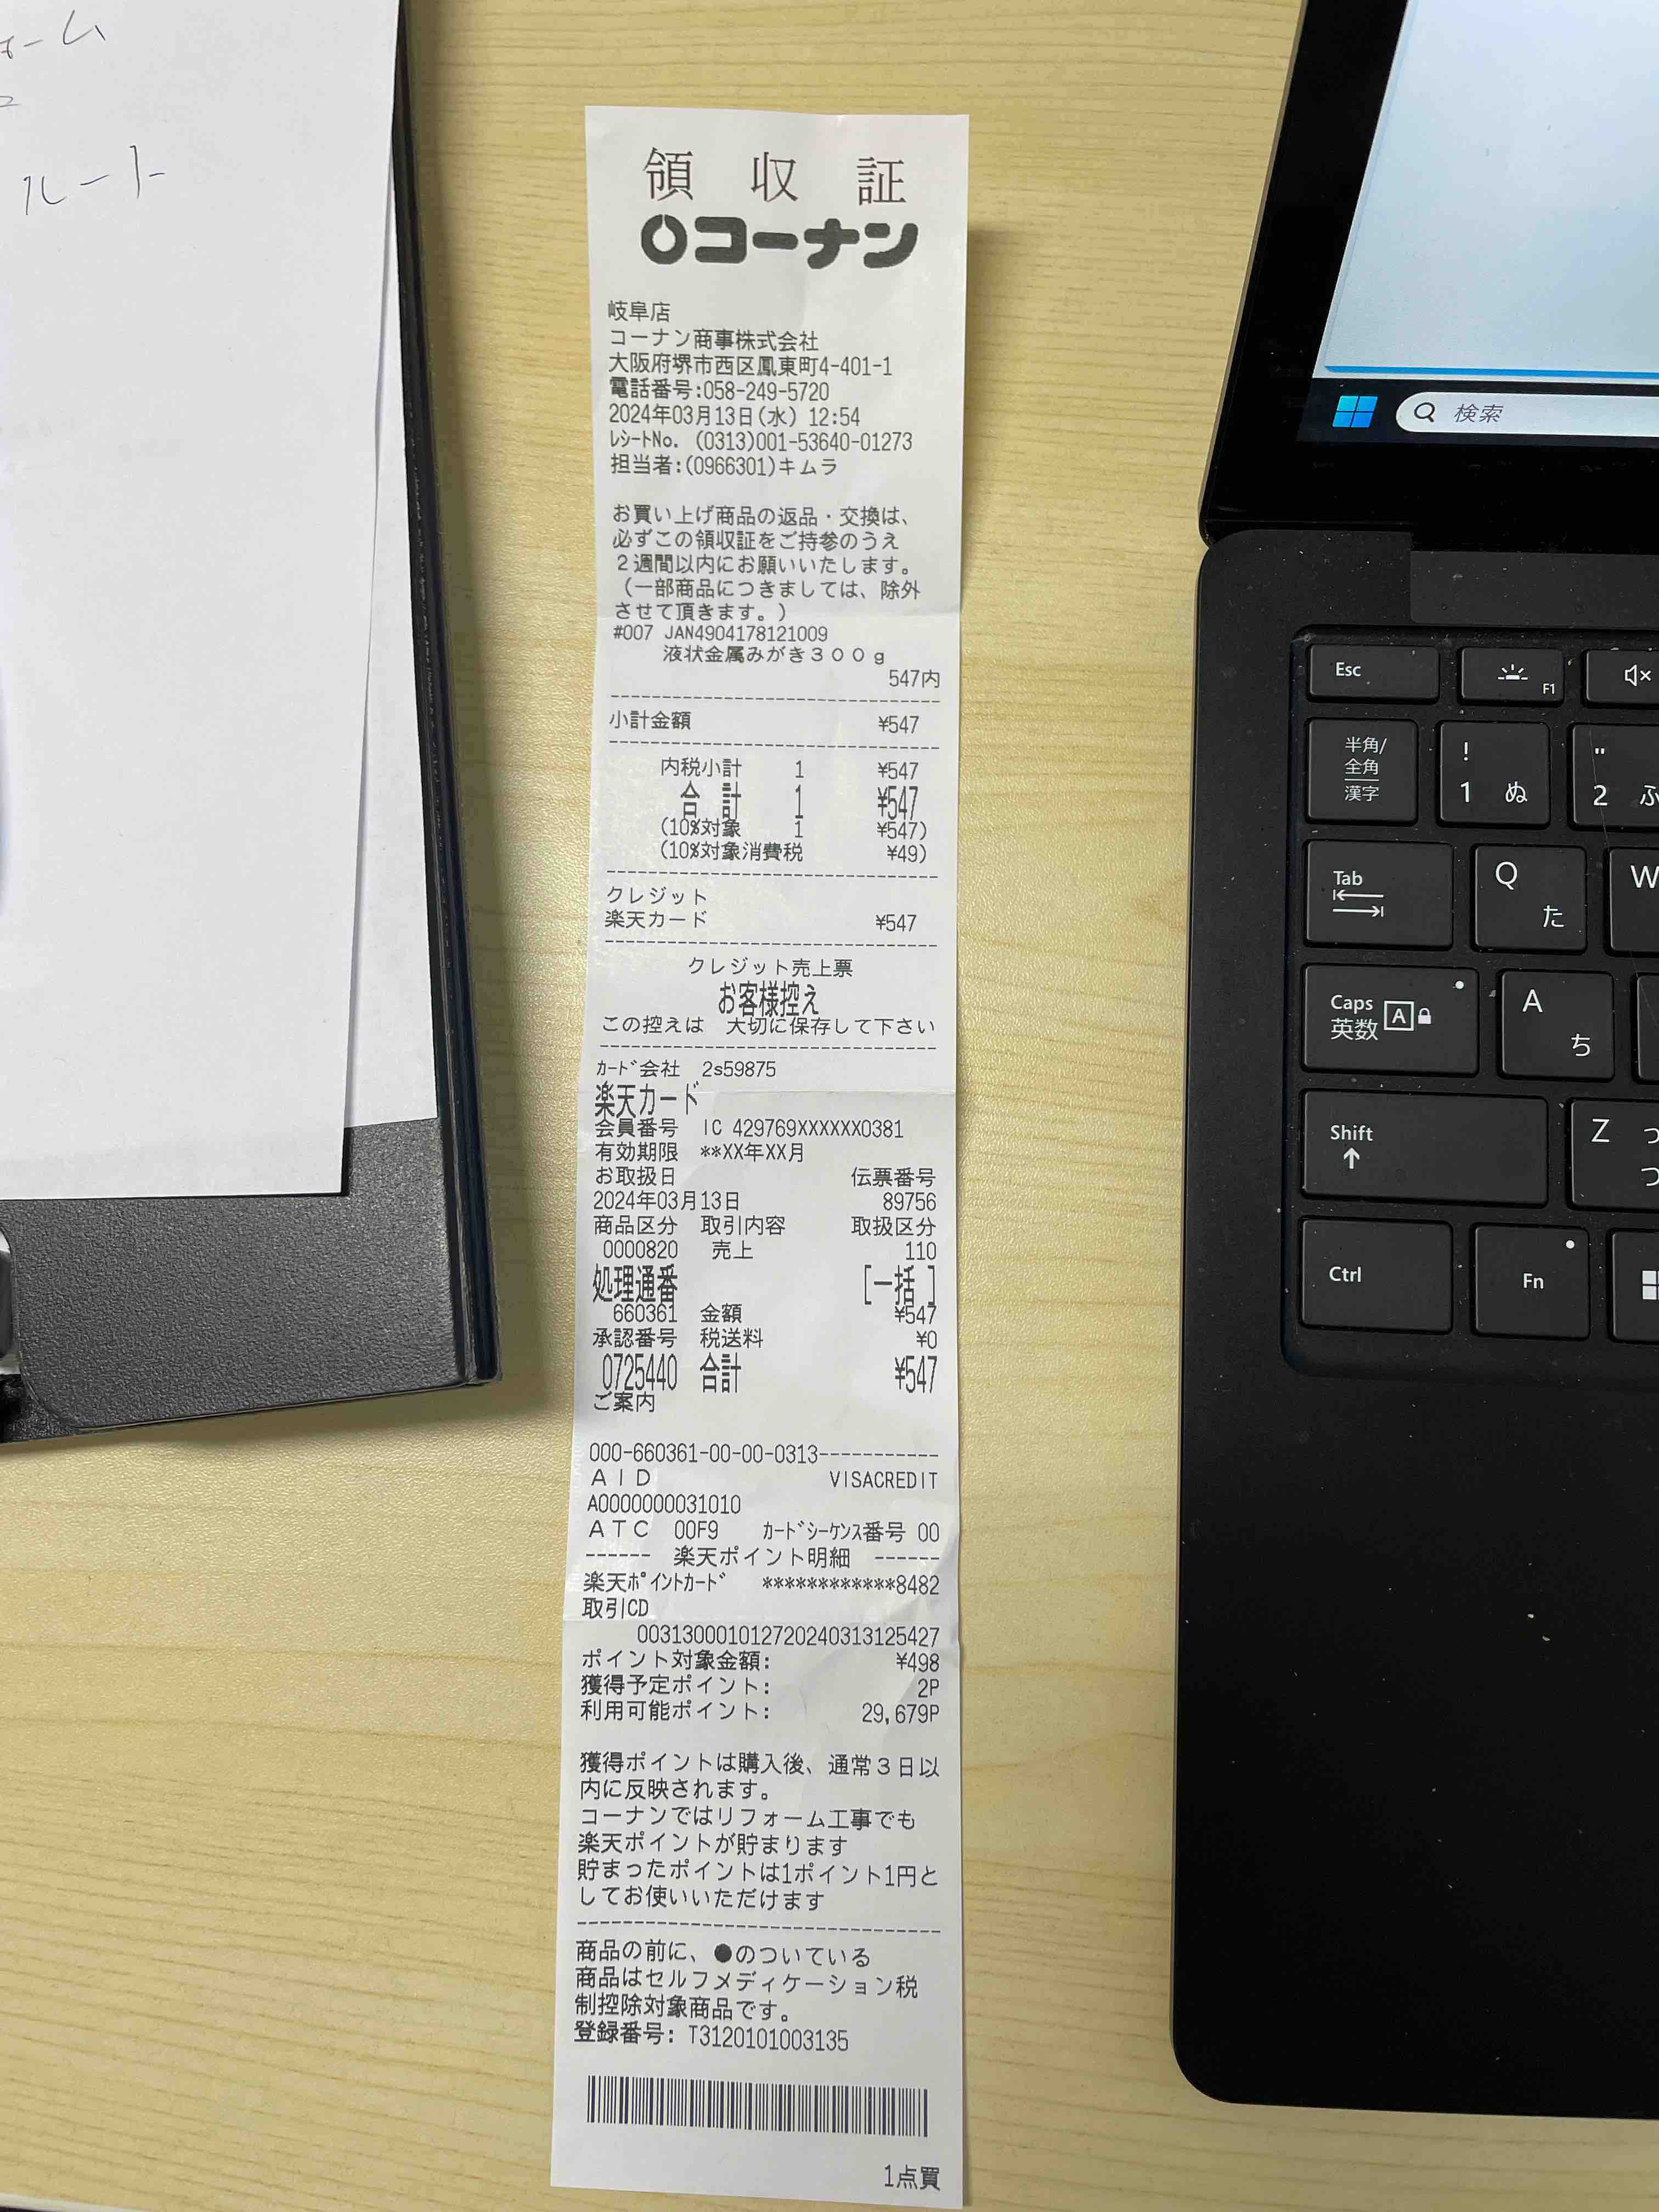 ルート
領収証
コーナン
岐阜店
コーナン商事株式会社
大阪府堺市西区鳳東町4-401-1
電話番号:058-249-5720
2024年03月13日(水) 12:54
ﾚｼｰﾄNo. (0313)001-53640-01273
担当者:(0966301)キムラ
お買い上げ商品の返品・交換は、
必ずこの領収証をご持参のうえ
２週間以内にお願いいたします。
（一部商品につきましては、除外
させて頂きます。）
#007 JAN4904178121009
液状金属みがき３００ｇ
547内
小計金額 ¥547
内税小計 1 ¥547
合 計 1 ¥547
(10%対象 1 ¥547)
(10%対象消費税 ¥49)
クレジット
楽天カード ¥547
クレジット売上票
お客様控え
この控えは 大切に保存して下さい
ｶｰﾄﾞ会社 2s59875
楽天カード
会員番号 IC 429769XXXXXX0381
有効期限 **XX年XX月
お取扱日 伝票番号
2024年03月13日 89756
商品区分 取引内容 取扱区分
0000820 売上 110
処理通番 [一括]
660361 金額 ¥547
承認番号 税送料 ¥0
0725440 合計 ¥547
ご案内
000-660361-00-00-0313-----------
ＡＩＤ VISACREDIT
A0000000031010
ＡＴＣ 00F9 ｶｰﾄﾞｼｰｹﾝｽ番号 00
------ 楽天ポイント明細 ------
楽天ﾎﾟｲﾝﾄｶｰﾄﾞ ************8482
取引CD
003130001012720240313125427
ポイント対象金額: ¥498
獲得予定ポイント: 2P
利用可能ポイント: 29,679P
獲得ポイントは購入後、通常３日以
内に反映されます。
コーナンではリフォーム工事でも
楽天ポイントが貯まります
貯まったポイントは1ポイント1円と
してお使いいただけます
商品の前に、●のついている
商品はセルフメディケーション税
制控除対象商品です。
登録番号: T3120101003135
1点買
検索
Esc F1
半角/
全角
漢字
! 1 ぬ
" 2 ふ
Tab Q た W
Caps
英数 A ち
Shift Z つ
Ctrl Fn